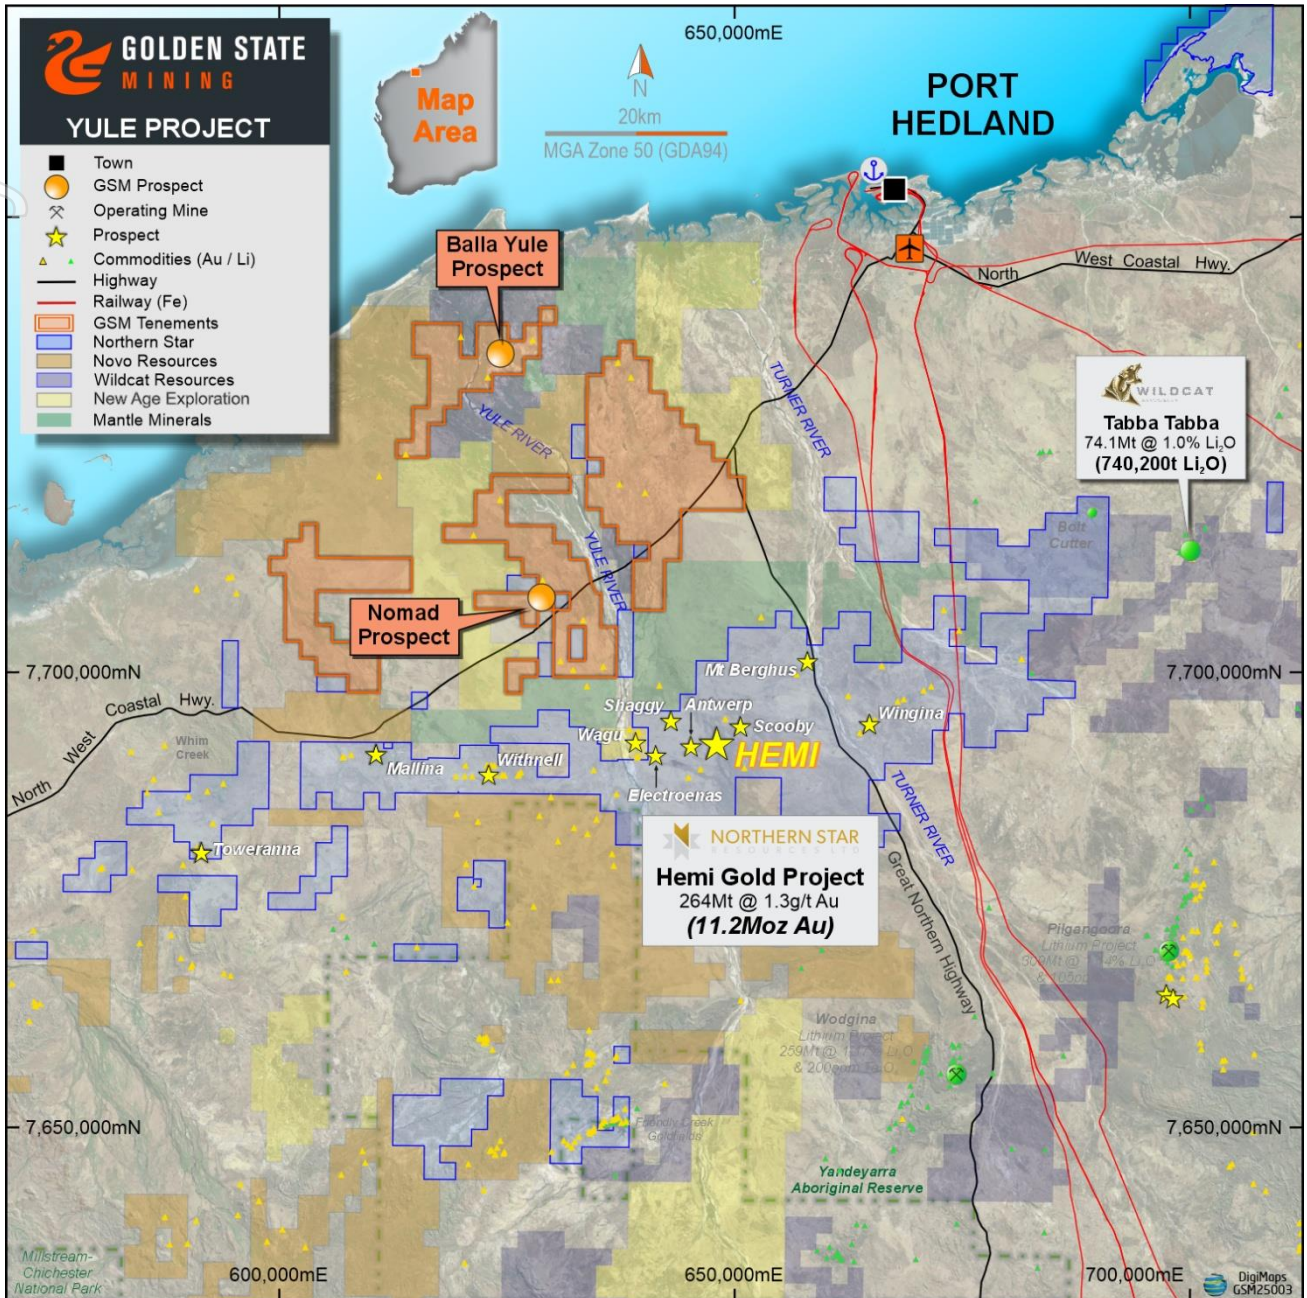 GOLDEN STATE
MINING
YULE PROJECT
Town
GSM Prospect
Operating Mine
Prospect
Commodities (Au / Li)
Highway
Railway (Fe)
GSM Tenements
Northern Star
Novo Resources
Wildcat Resources
New Age Exploration
Mantle Minerals
Map
Area
N
20km
MGA Zone 50 (GDA94)
650,000mE
PORT
HEDLAND
North West Coastal Hwy.
Balla Yule
Prospect
YULE RIVER
TURNER RIVER
WILDCAT
Tabba Tabba
74.1Mt @ 1.0% Li₂O
(740,200t Li₂O)
Bolt
Cutter
YULE RIVER
Nomad
Prospect
7,700,000mN
7,700,000mN
North West Coastal Hwy.
Whim
Creek
Mt Berghus
Shaggy
Antwerp
Scooby
Wingina
Wagu
HEMI
Mallina
Withnell
Electroenas
Toweranna
TURNER RIVER
NORTHERN STAR
RESOURCES LTD
Hemi Gold Project
264Mt @ 1.3g/t Au
(11.2Moz Au)
Great Northern Highway
Pilgangoora
Lithium Project
Wodgina
Lithium Project
7,650,000mN
7,650,000mN
Friendly Creek
Goldfields
Yandeyarra
Aboriginal Reserve
Millstream-
Chichester
National Park
600,000mE
650,000mE
700,000mE
DigiMaps
GSM25003